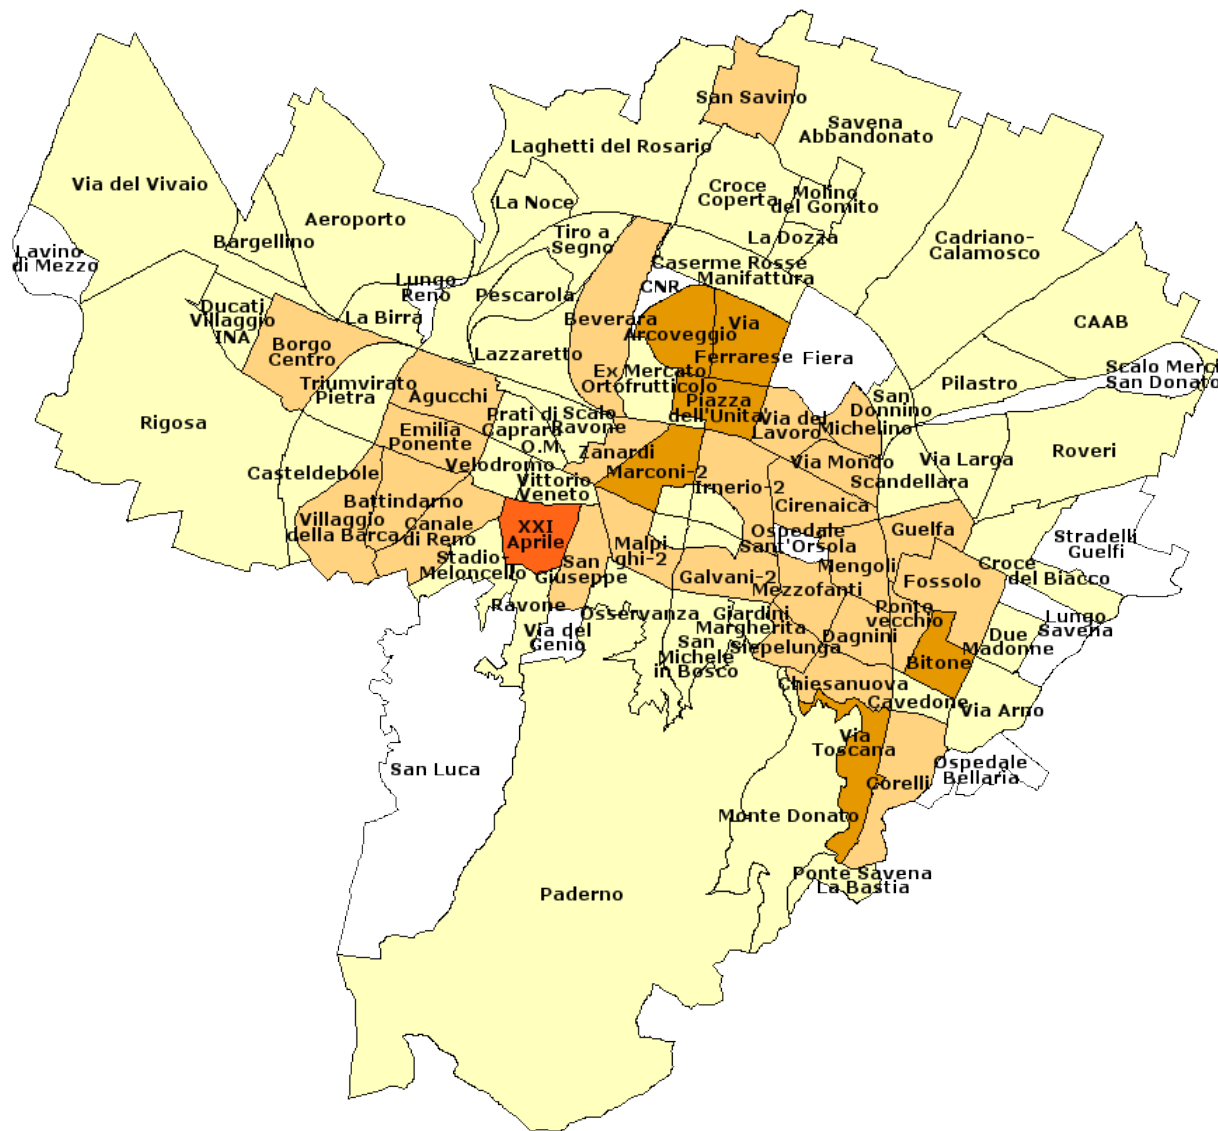 San Savino
Savena
Abbandonato
Laghetti del Rosario
Via del Vivaio
Croce
Coperta
Molino
del Gomito
La Noce
Aeroporto
Tiro a
Segno
La Dozza
Bargellino
Cadriano-
Calamosco
Lavino
di Mezzo
Caserme Rosse
Manifattura
Lungo
Reno
CNR
Pescarola
Ducati
Villaggio
INA
La Birra
Beverara
Arcoveggio
Via
Ferrarese
CAAB
Borgo
Centro
Lazzaretto
Fiera
Scalo Merci
San Donato
Ex Mercato
Ortofrutticolo
Triumvirato
Pietra
Pilastro
Agucchi
Piazza
dell'Unita'
San
Donnino
Prati di
Caprara
O.M.
Scalo
Ravone
Via del
Lavoro
Michelino
Rigosa
Emilia
Ponente
Zanardi
Roveri
Via Mondo
Via Larga
Velodromo
Casteldebole
Marconi-2
Scandellara
Vittorio
Veneto
Irnerio-2
Battindarno
Cirenaica
Villaggio
della Barca
Canale
di Reno
XXI
Aprile
Ospedale
Sant'Orsola
Guelfa
Stradelli
Guelfi
Malpi
ghi-2
Stadio-
Meloncello
San
Giuseppe
Mengoli
Croce
del Biacco
Galvani-2
Fossolo
Mezzofanti
Ravone
Osservanza
Giardini
Margherita
Ponte
vecchio
Lungo
Savena
Via del
Genio
Dagnini
Due
Madonne
San
Michele
in Bosco
Siepelunga
Bitone
Chiesanuova
Cavedone
Via Arno
Via
Toscana
San Luca
Ospedale
Bellaria
Corelli
Monte Donato
Ponte Savena
La Bastia
Paderno